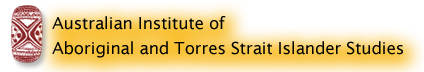 Australian Institute of
Aboriginal and Torres Strait Islander Studies